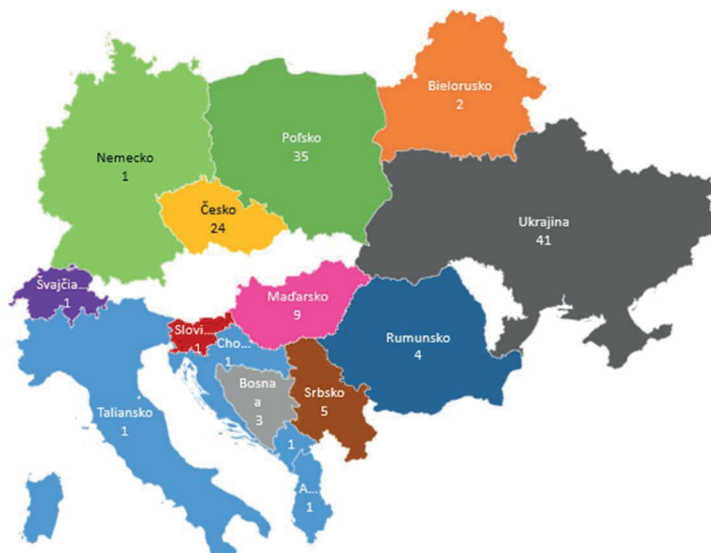 Bielorusko
2
Poľsko
35
Nemecko
1
Česko
24
Ukrajina
41
Švajčia...
1
Maďarsko
9
Slovi...
1
Cho...
1
Rumunsko
4
Bosna
a
3
Srbsko
5
Taliansko
1
1
A...
1